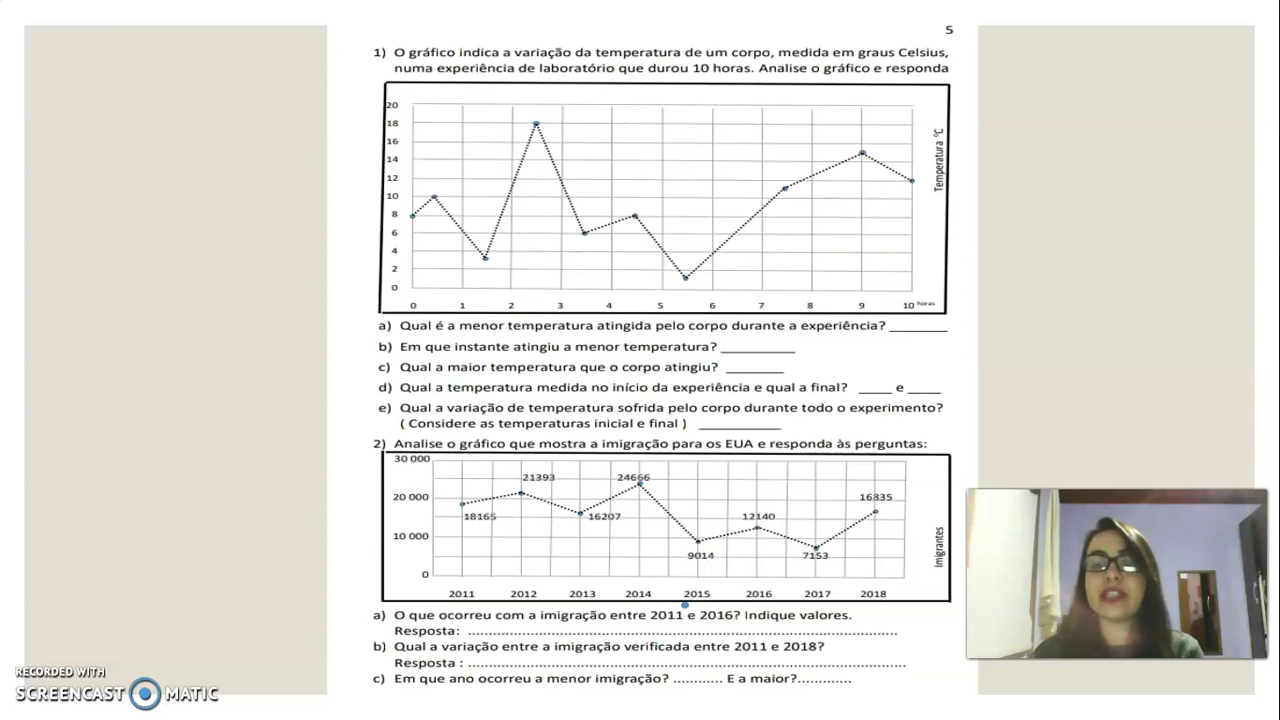 5
1) O gráfico indica a variação da temperatura de um corpo, medida em graus Celsius,
numa experiência de laboratório que durou 10 horas. Analise o gráfico e responda
20
18
16
14
12
10
8
6
4
2
0
Temperatura °C
0 1 2 3 4 5 6 7 8 9 10 horas
a) Qual é a menor temperatura atingida pelo corpo durante a experiência? ________
b) Em que instante atingiu a menor temperatura? __________
c) Qual a maior temperatura que o corpo atingiu? ________
d) Qual a temperatura medida no início da experiência e qual a final? ____ e ____
e) Qual a variação de temperatura sofrida pelo corpo durante todo o experimento?
( Considere as temperaturas inicial e final ) ___________
2) Analise o gráfico que mostra a imigração para os EUA e responda às perguntas:
30 000
20 000
10 000
0
18165
21393
16207
24666
9014
12140
7153
16835
Imigrantes
2011 2012 2013 2014 2015 2016 2017 2018
a) O que ocorreu com a imigração entre 2011 e 2016? Indique valores.
Resposta: ........................................................................................
b) Qual a variação entre a imigração verificada entre 2011 e 2018?
Resposta : .........................................................................................
c) Em que ano ocorreu a menor imigração? ............ E a maior?.............
RECORDED WITH
SCREENCAST MATIC